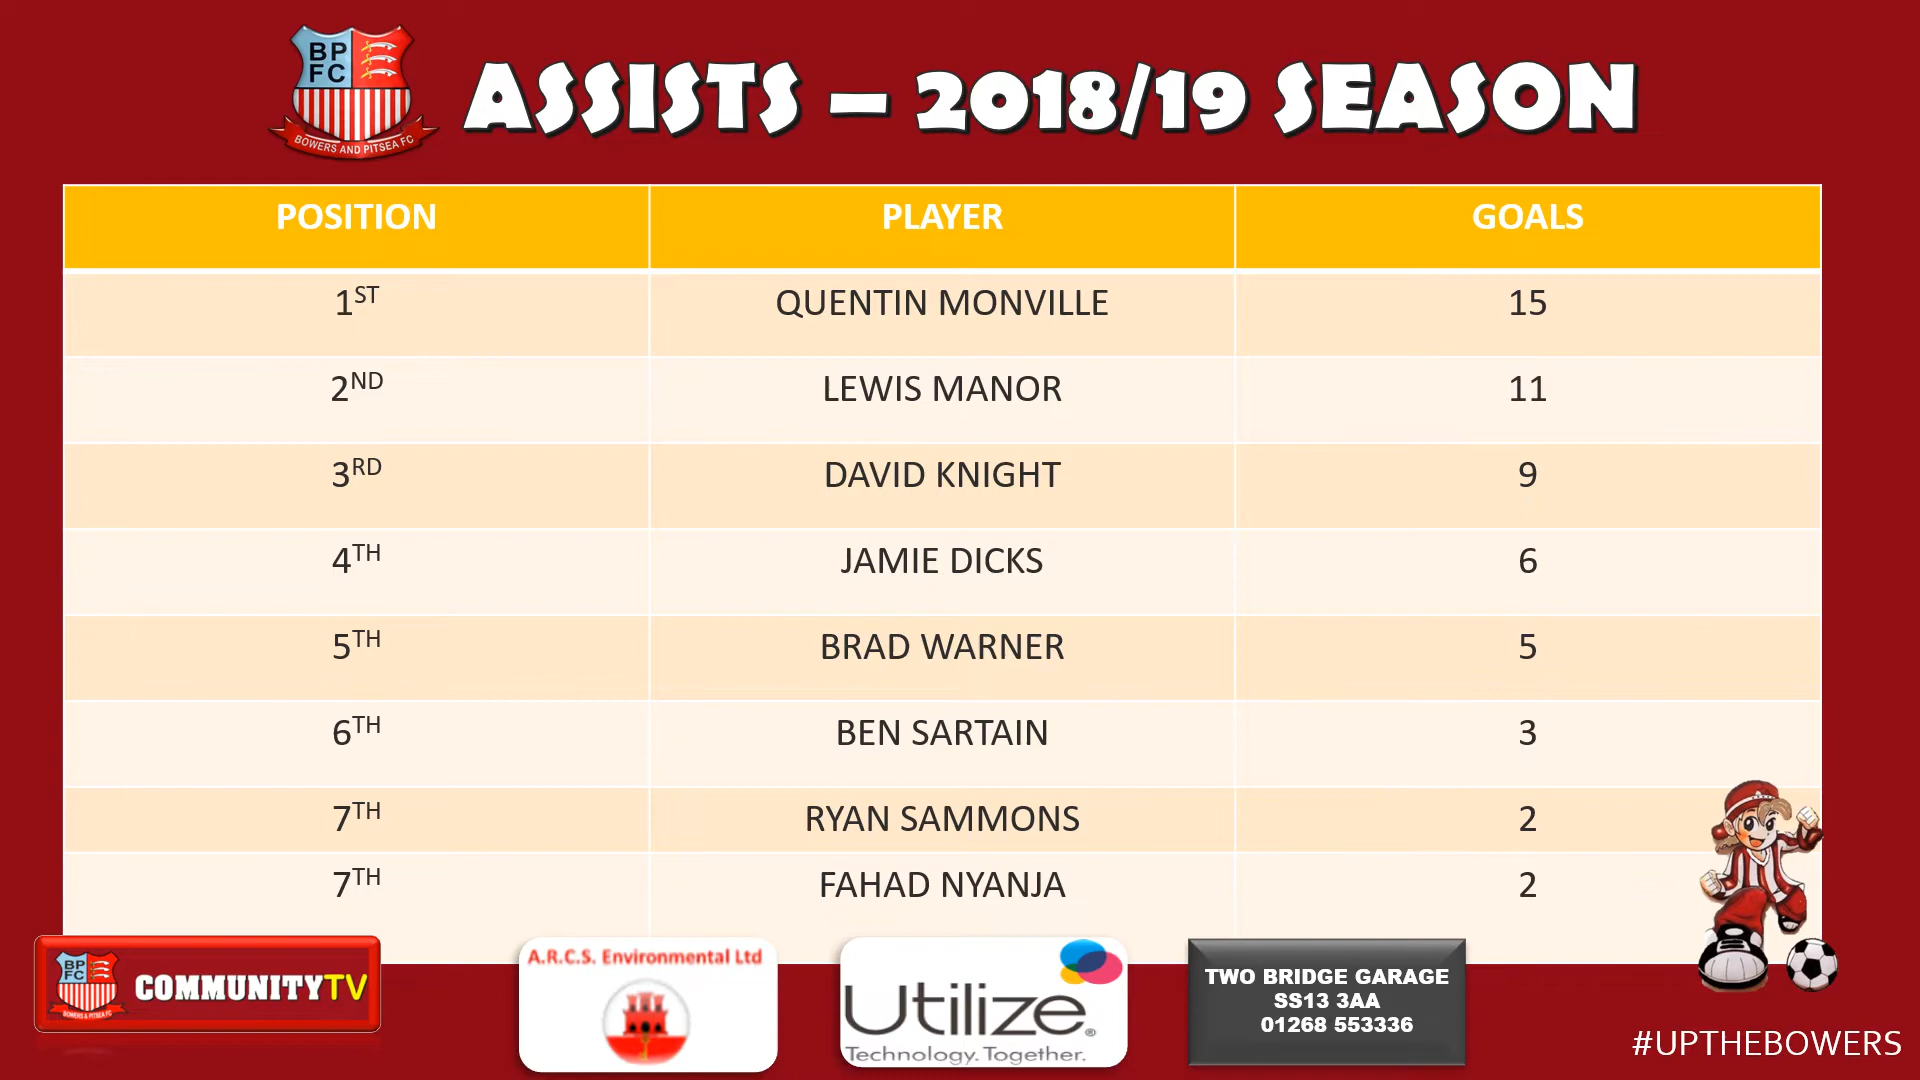 BP
FC
BOWERS AND PITSEA FC
ASSISTS – 2018/19 SEASON
POSITION PLAYER GOALS
1ST QUENTIN MONVILLE 15
2ND LEWIS MANOR 11
3RD DAVID KNIGHT 9
4TH JAMIE DICKS 6
5TH BRAD WARNER 5
6TH BEN SARTAIN 3
7TH RYAN SAMMONS 2
7TH FAHAD NYANJA 2
BP
FC
BOWERS & PITSEA FC
COMMUNITYTV
A.R.C.S. Environmental Ltd
Utilize®
Technology. Together.
TWO BRIDGE GARAGE
SS13 3AA
01268 553336
#UPTHEBOWERS